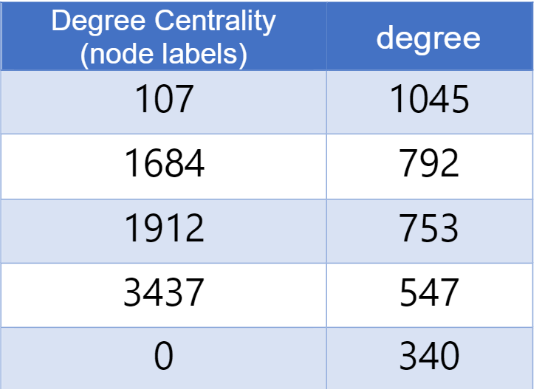 Degree Centrality
(node labels)
degree
107 1045
1684 792
1912 753
3437 547
0 340